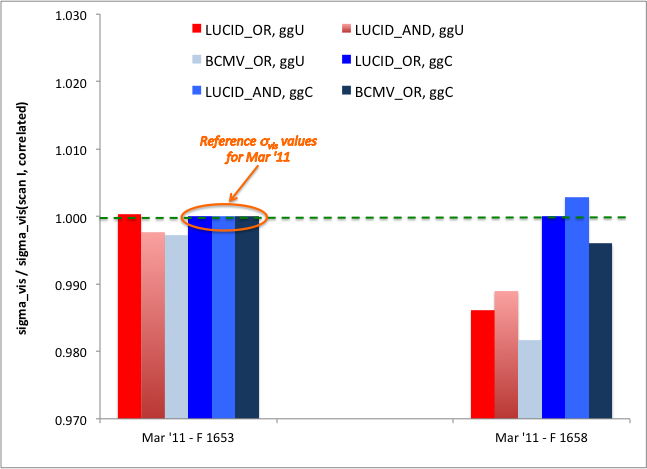 1.030
1.020
1.010
1.000
0.990
0.980
0.970
sigma_vis / sigma_vis(scan I, correlated)
LUCID_OR, ggU
LUCID_AND, ggU
BCMV_OR, ggU
LUCID_OR, ggC
LUCID_AND, ggC
BCMV_OR, ggC
Reference σvis values
for Mar '11
Mar '11 - F 1653
Mar '11 - F 1658